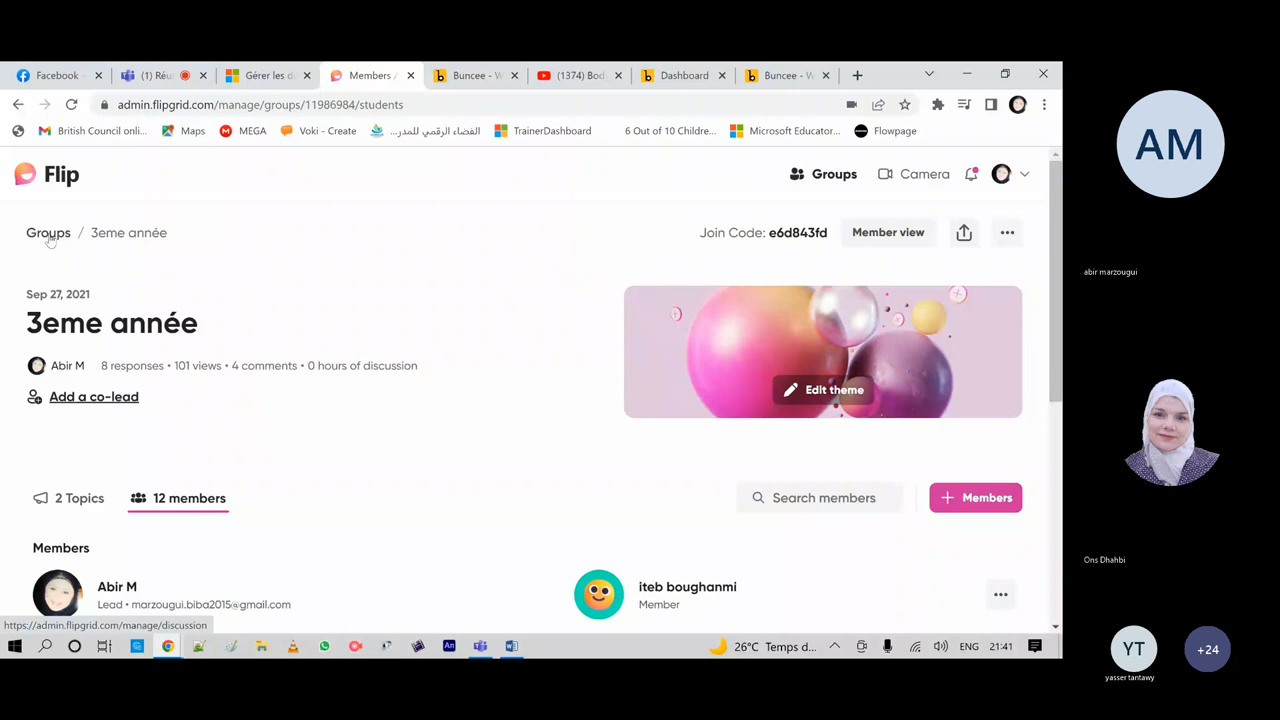 Facebook
(1) Réu
Gérer les d
Members /
Buncee - W
(1374) Bod
Dashboard
Buncee - W
admin.flipgrid.com/manage/groups/11986984/students
British Council onli...
Maps
MEGA
Voki - Create
الفضاء الرقمي للمدر...
TrainerDashboard
6 Out of 10 Childre...
Microsoft Educator...
Flowpage
Flip
Groups
Camera
Groups / 3eme année
Join Code: e6d843fd
Member view
Sep 27, 2021
3eme année
Abir M 8 responses • 101 views • 4 comments • 0 hours of discussion
Add a co-lead
Edit theme
2 Topics
12 members
Search members
Members
Members
Abir M
Lead • marzougui.biba2015@gmail.com
iteb boughanmi
Member
https://admin.flipgrid.com/manage/discussion
26°C Temps d...
ENG
21:41
AM
abir marzougui
Ons Dhahbi
YT
yasser tantawy
+24